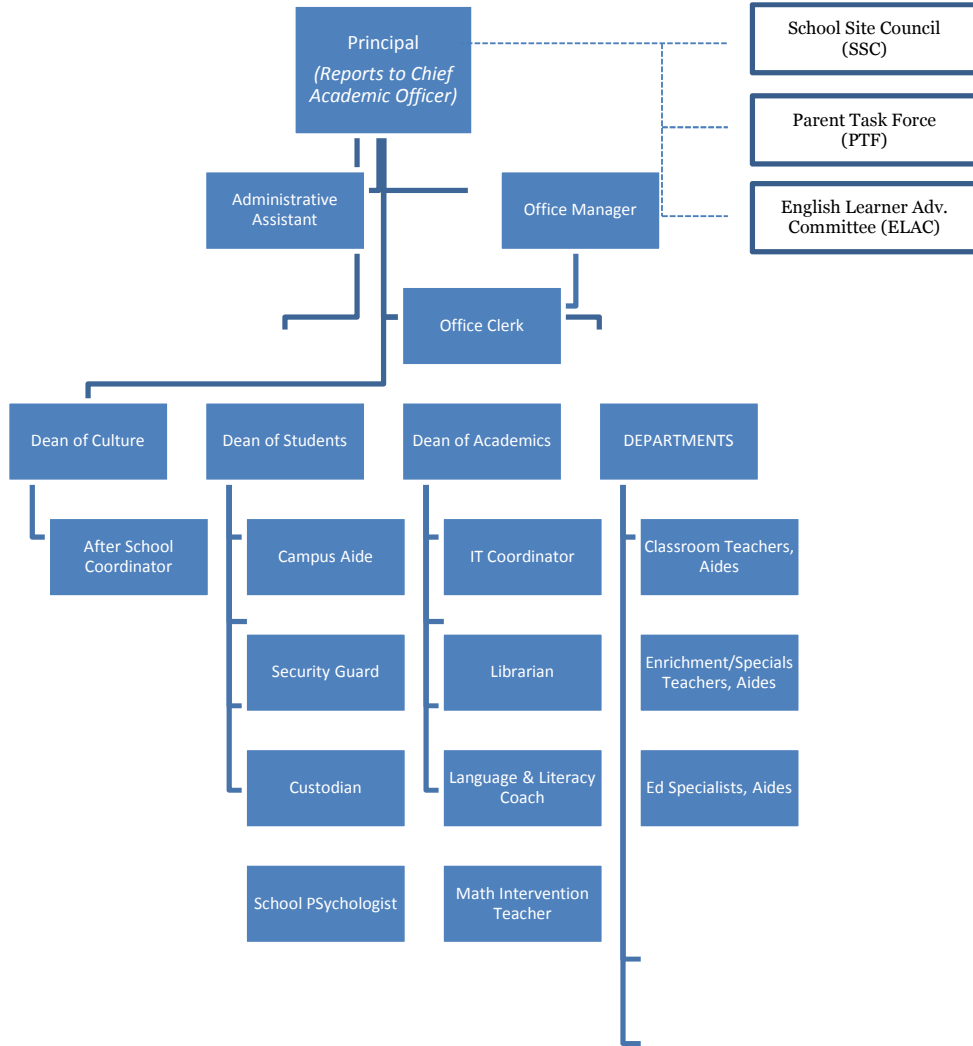 Principal
(Reports to Chief
Academic Officer)
School Site Council
(SSC)
Parent Task Force
(PTF)
English Learner Adv.
Committee (ELAC)
Administrative
Assistant
Office Manager
Office Clerk
Dean of Culture
Dean of Students
Dean of Academics
DEPARTMENTS
After School
Coordinator
Campus Aide
IT Coordinator
Classroom Teachers,
Aides
Security Guard
Librarian
Enrichment/Specials
Teachers, Aides
Custodian
Language & Literacy
Coach
Ed Specialists, Aides
School PSychologist
Math Intervention
Teacher